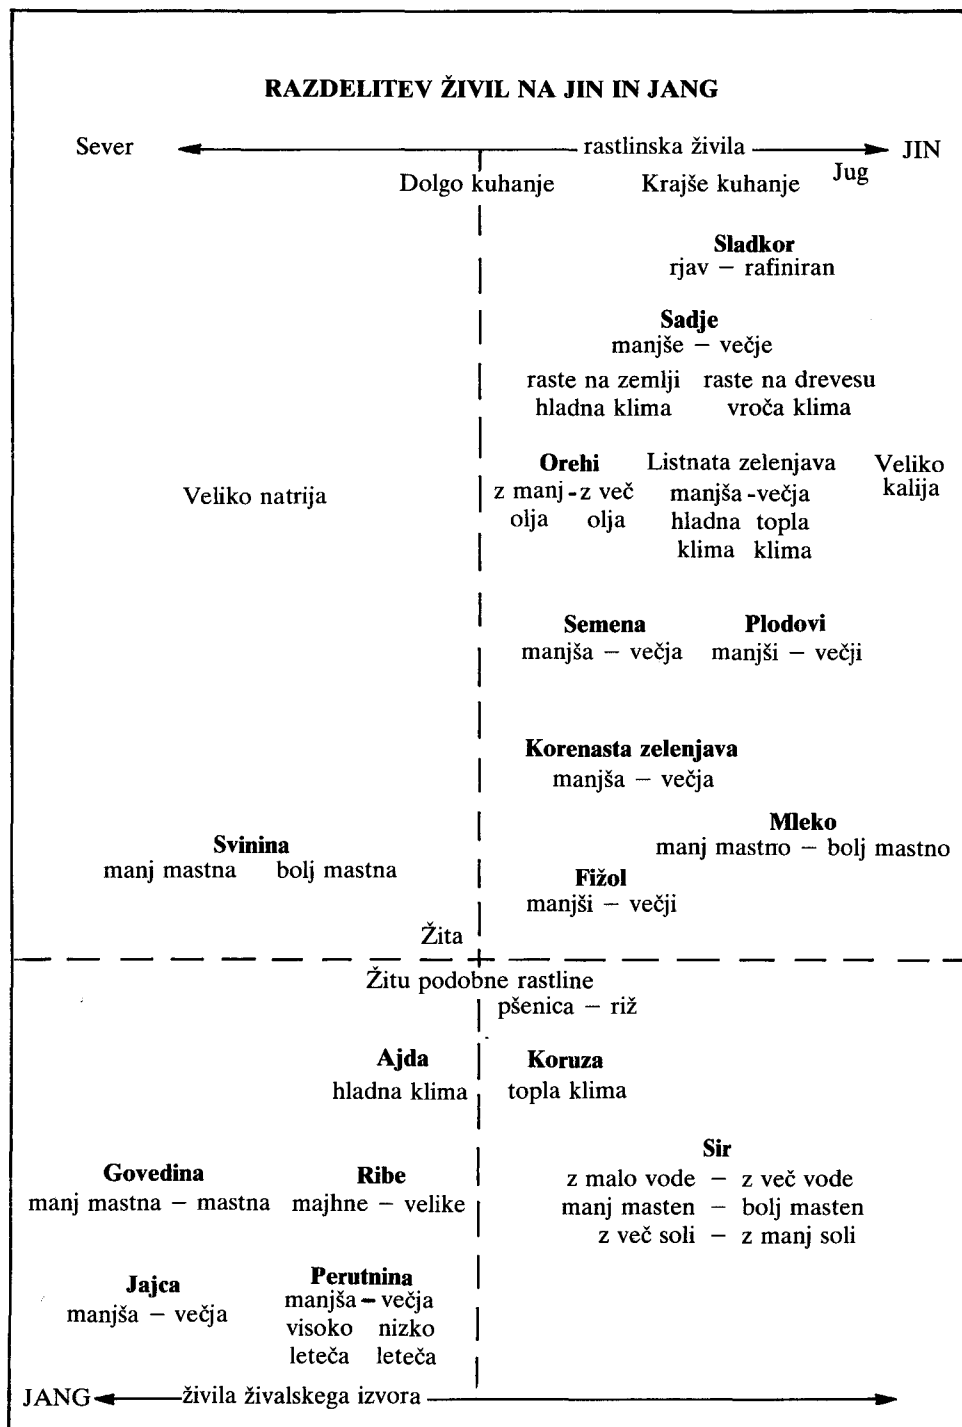 RAZDELITEV ŽIVIL NA JIN IN JANG
Sever rastlinska živila JIN
Jug
Dolgo kuhanje Krajše kuhanje
Sladkor
rjav – rafiniran
Sadje
manjše – večje
raste na zemlji raste na drevesu
hladna klima vroča klima
Orehi Listnata zelenjava Veliko
Veliko natrija z manj - z več manjša - večja kalija
olja olja hladna topla
klima klima
Semena Plodovi
manjša – večja manjši – večji
Korenasta zelenjava
manjša – večja
Mleko
manj mastno – bolj mastno
Svinina
manj mastna bolj mastna
Fižol
manjši – večji
Žita
Žitu podobne rastline
pšenica – riž
Ajda Koruza
hladna klima topla klima
Sir
z malo vode – z več vode
manj masten – bolj masten
z več soli – z manj soli
Govedina Ribe
manj mastna – mastna majhne – velike
Jajca Perutnina
manjša – večja manjša – večja
visoko nizko
leteča leteča
JANG živila živalskega izvora